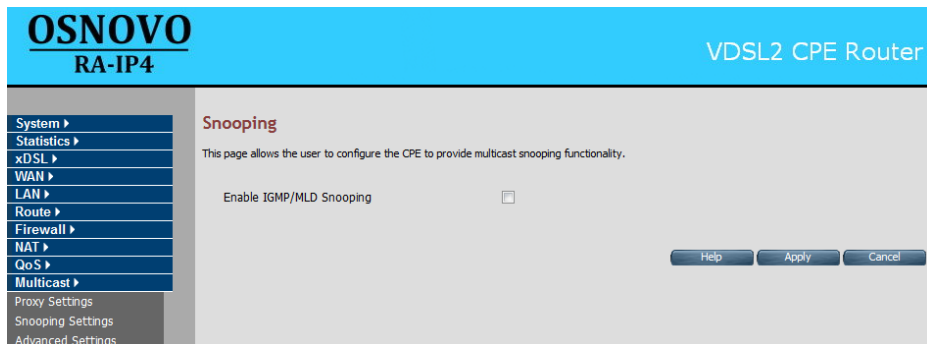 OSNOVO
RA-IP4
VDSL2 CPE Router
System
Statistics
xDSL
WAN
LAN
Route
Firewall
NAT
QoS
Multicast
Proxy Settings
Snooping Settings
Advanced Settings
Snooping
This page allows the user to configure the CPE to provide multicast snooping functionality.
Enable IGMP/MLD Snooping
Help
Apply
Cancel